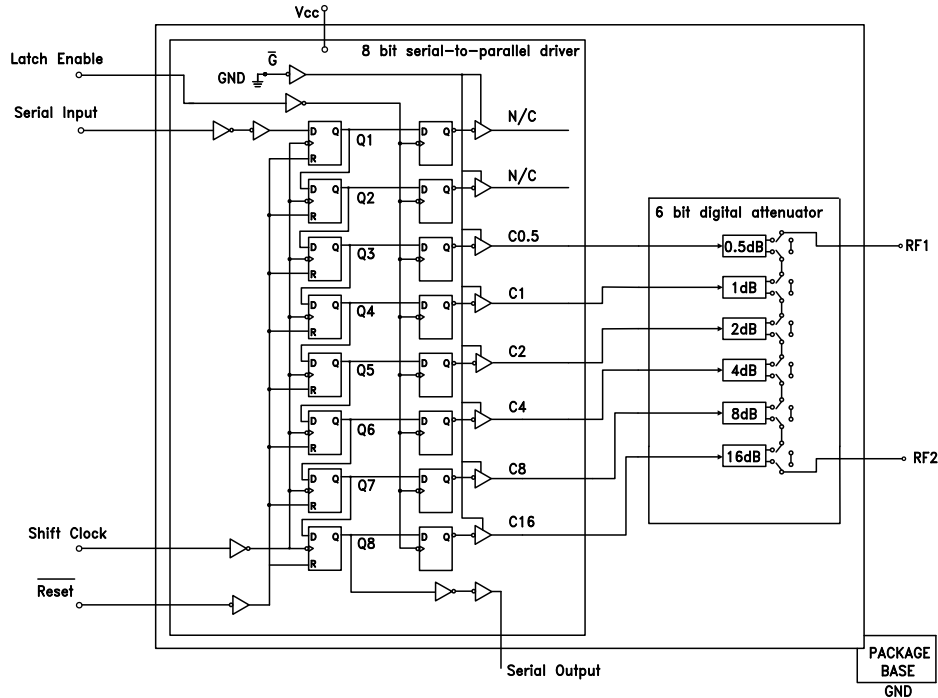 Vcc
8 bit serial-to-parallel driver
Latch Enable
G
GND
Serial Input
N/C
D Q
Q1
D Q
R
N/C
D Q
Q2
D Q
R
6 bit digital attenuator
C0.5
D Q
Q3
D Q
R
0.5dB
RF1
C1
D Q
Q4
D Q
R
1dB
C2
D Q
Q5
D Q
R
2dB
C4
D Q
Q6
D Q
R
4dB
C8
D Q
Q7
D Q
R
8dB
C16
D Q
Q8
D Q
R
16dB
RF2
Shift Clock
Reset
Serial Output
PACKAGE
BASE
GND